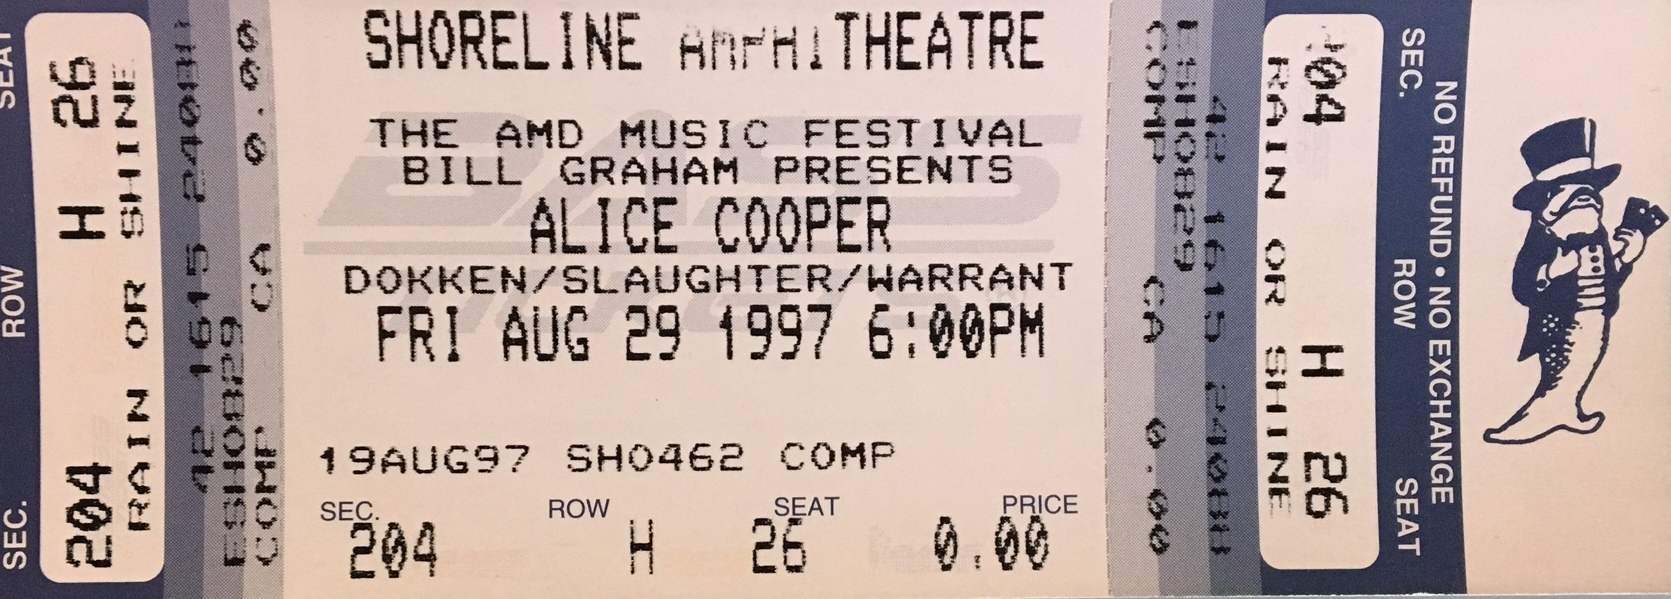 SEC.
ROW
SEAT
204 H 26
RAIN OR SHINE
42 1615 2408H
ESH0829
COMP CA 0.00
SHORELINE AMPHITHEATRE
THE AMD MUSIC FESTIVAL
BILL GRAHAM PRESENTS
ALICE COOPER
DOKKEN/SLAUGHTER/WARRANT
FRI AUG 29 1997 6:00PM
19AUG97 SH0462 COMP
SEC. ROW SEAT PRICE
204 H 26 0.00
COMP CA 0.00
ESH0829
42 1615 2408H
RAIN OR SHINE
204 H 26
SEC. ROW SEAT
NO REFUND • NO EXCHANGE